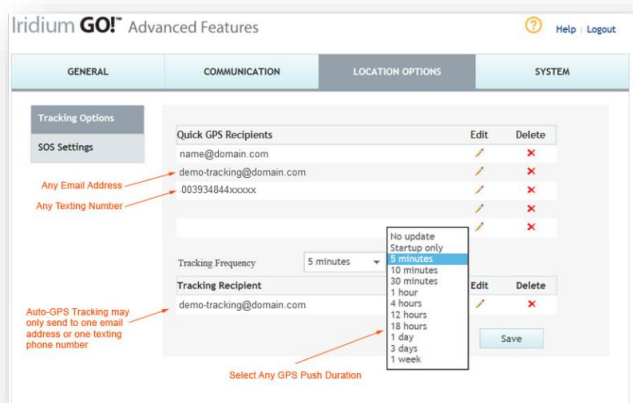 Iridium GO!™ Advanced Features
? Help | Logout
GENERAL COMMUNICATION LOCATION OPTIONS SYSTEM
Tracking Options
SOS Settings
Quick GPS Recipients Edit Delete
name@domain.com
demo-tracking@domain.com
003934844xxxxx
Any Email Address
Any Texting Number
Tracking Frequency 5 minutes
No update
Startup only
5 minutes
10 minutes
30 minutes
1 hour
4 hours
12 hours
18 hours
1 day
3 days
1 week
Tracking Recipient Edit Delete
demo-tracking@domain.com
Auto-GPS Tracking may
only send to one email
address or one texting
phone number
Save
Select Any GPS Push Duration